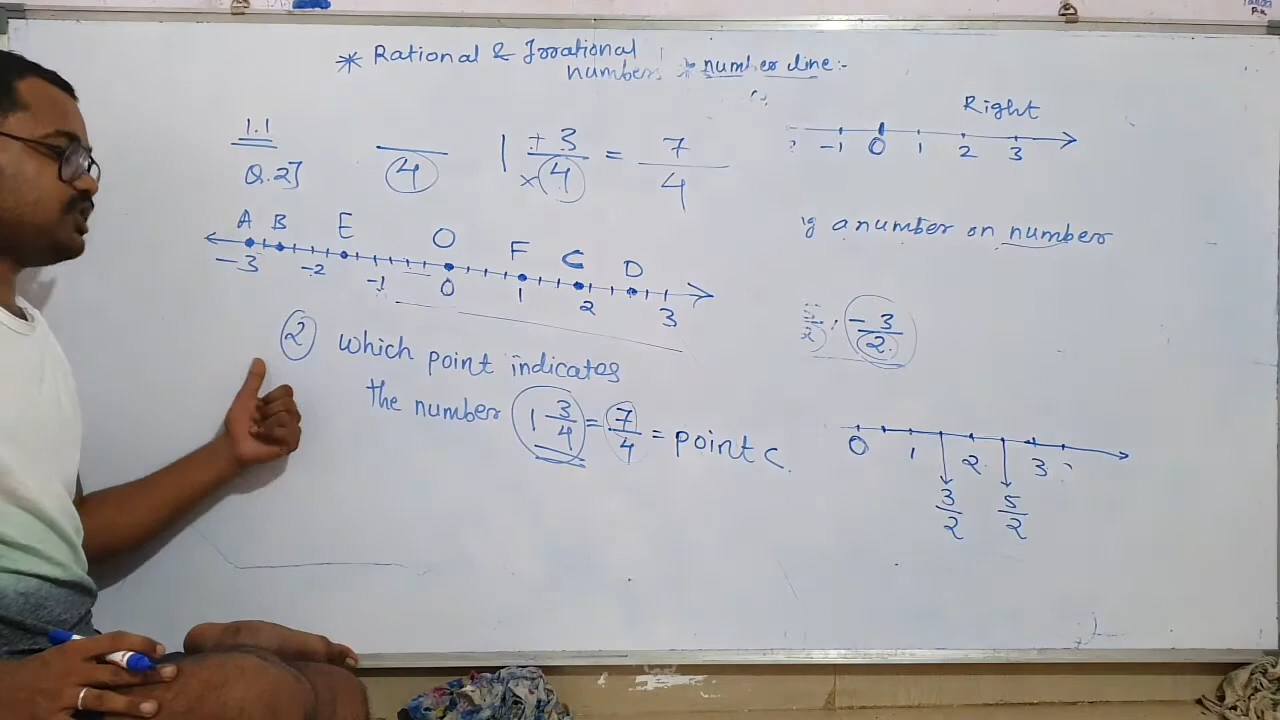 * Rational & Irrational
numbers number line:-
1.1
Q.2]
4
1 + 3 / × 4 = 7/4
Right
-1 0 1 2 3
A B E O F C D
-3 -2 -1 0 1 2 3
a number on number
-3/2
② which point indicates
the number 1 3/4 = 7/4 = point C.
0 1 2 3
3/2 5/2